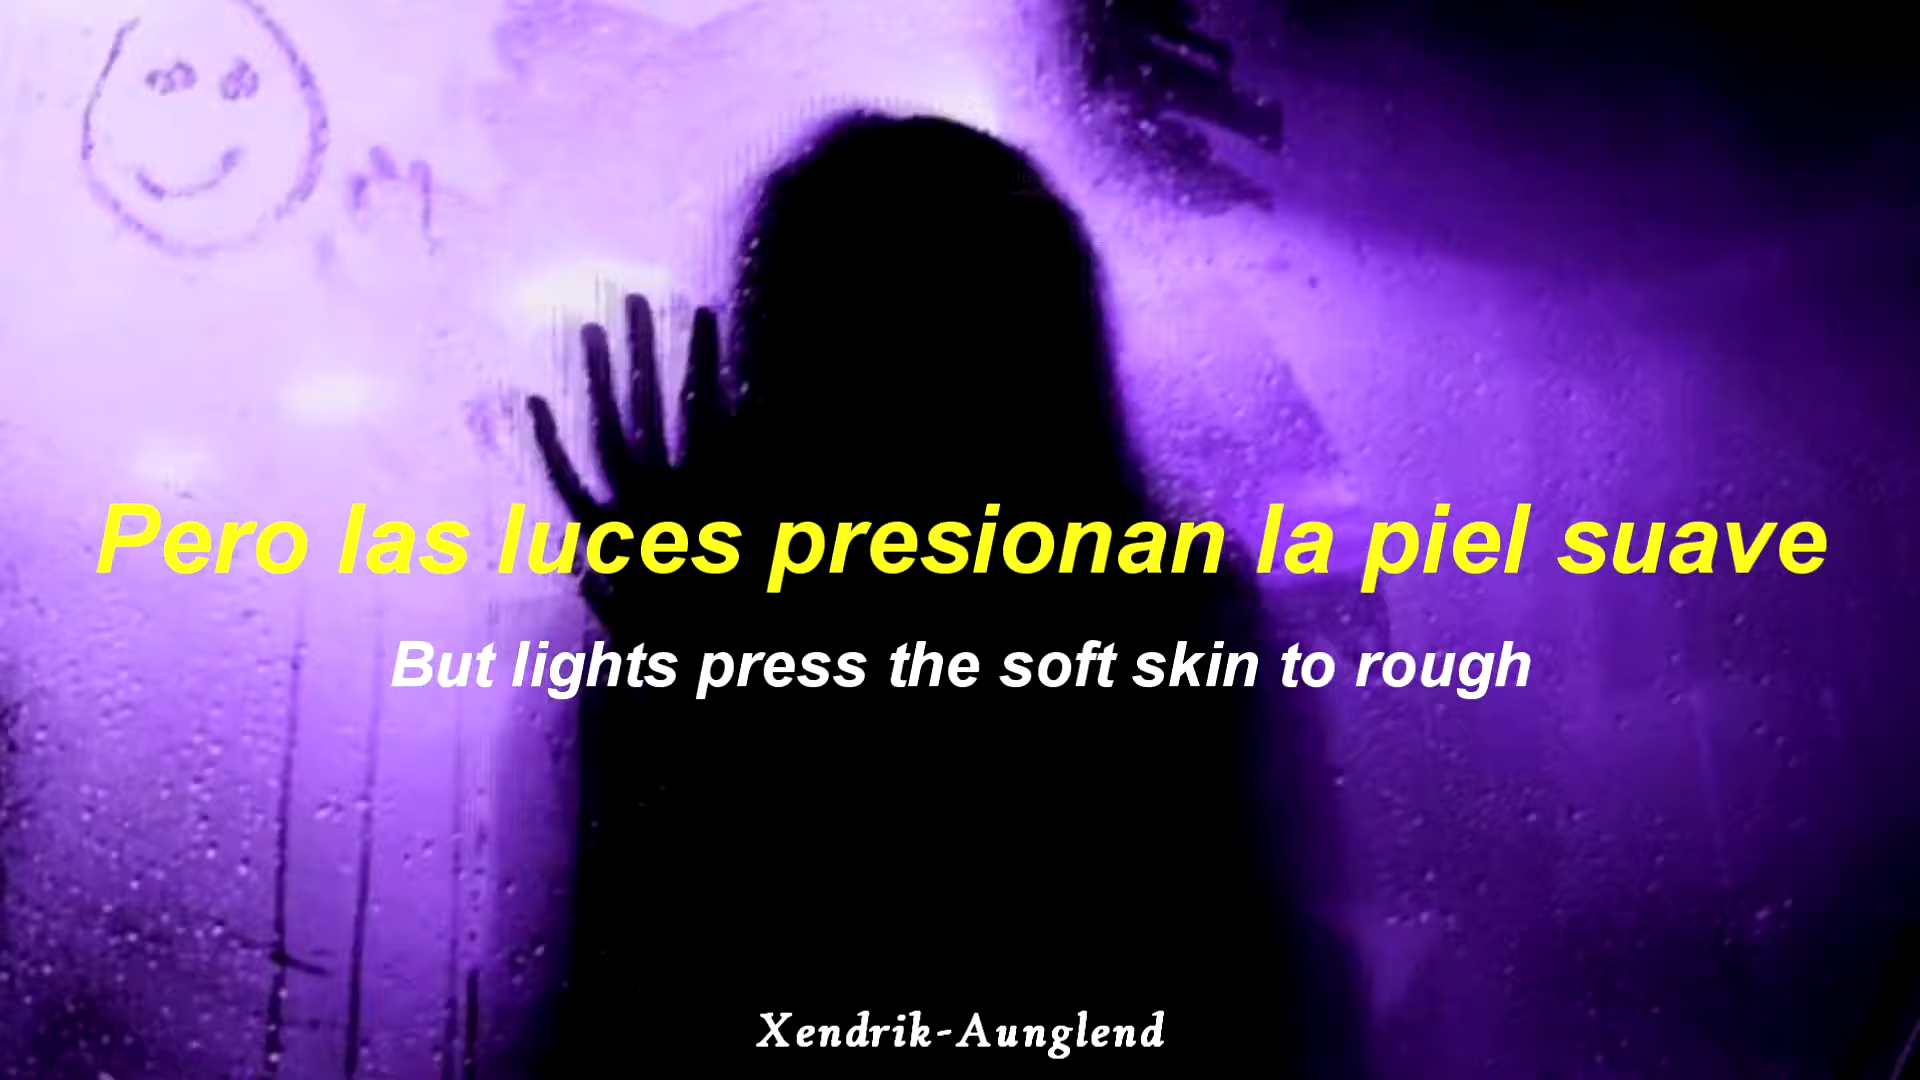 Pero las luces presionan la piel suave
But lights press the soft skin to rough
Xendrik-Aunglend